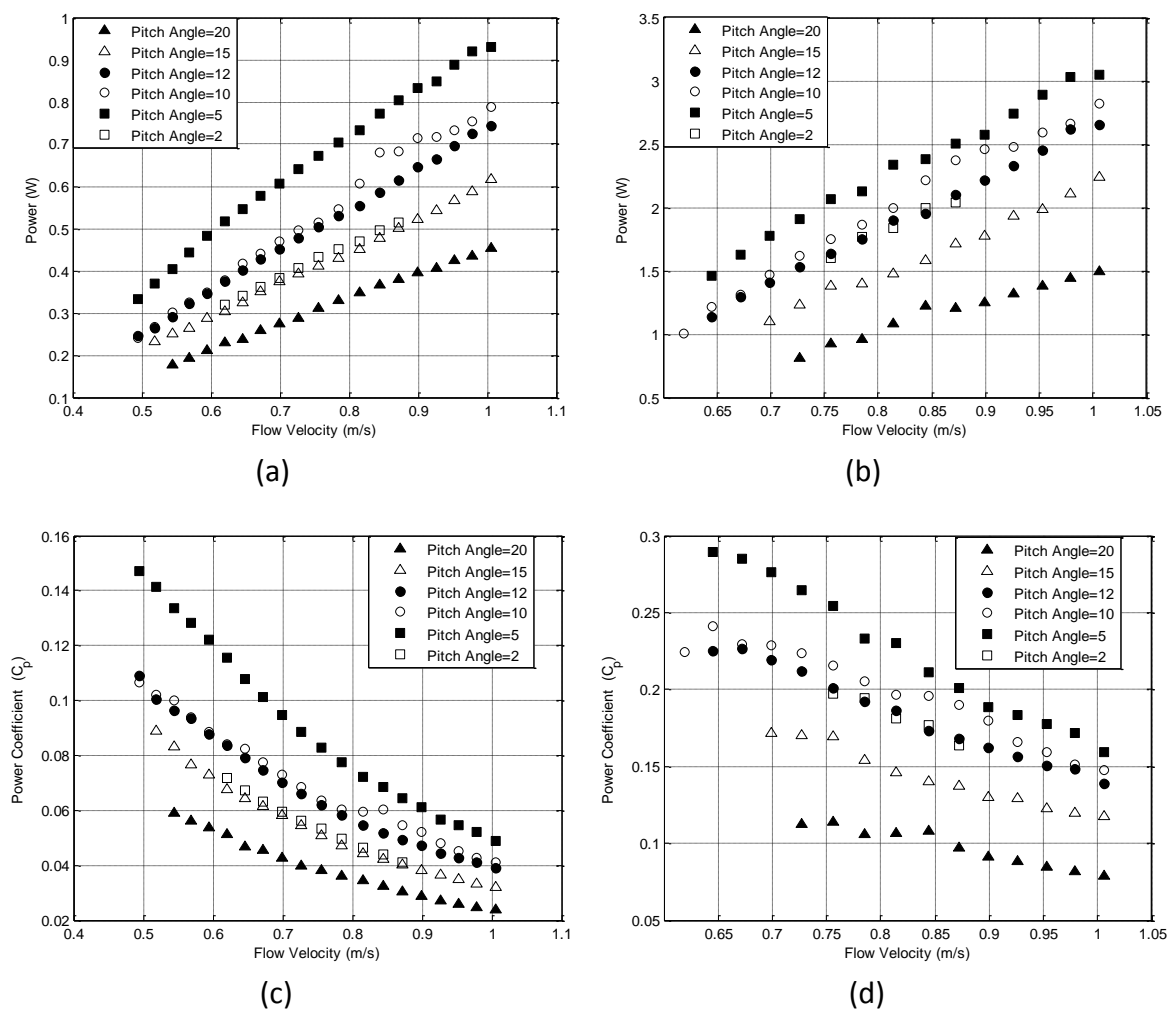 1
0.9
0.8
0.7
0.6
0.5
0.4
0.3
0.2
0.1
Power (W)
Pitch Angle=20
Pitch Angle=15
Pitch Angle=12
Pitch Angle=10
Pitch Angle=5
Pitch Angle=2
0.4 0.5 0.6 0.7 0.8 0.9 1 1.1
Flow Velocity (m/s)
(a)
3.5
3
2.5
2
1.5
1
0.5
Power (W)
Pitch Angle=20
Pitch Angle=15
Pitch Angle=12
Pitch Angle=10
Pitch Angle=5
Pitch Angle=2
0.65 0.7 0.75 0.8 0.85 0.9 0.95 1 1.05
Flow Velocity (m/s)
(b)
0.16
0.14
0.12
0.1
0.08
0.06
0.04
0.02
Power Coefficient (Cp)
Pitch Angle=20
Pitch Angle=15
Pitch Angle=12
Pitch Angle=10
Pitch Angle=5
Pitch Angle=2
0.4 0.5 0.6 0.7 0.8 0.9 1 1.1
Flow Velocity (m/s)
(c)
0.3
0.25
0.2
0.15
0.1
0.05
Power Coefficient (Cp)
Pitch Angle=20
Pitch Angle=15
Pitch Angle=12
Pitch Angle=10
Pitch Angle=5
Pitch Angle=2
0.65 0.7 0.75 0.8 0.85 0.9 0.95 1 1.05
Flow Velocity (m/s)
(d)